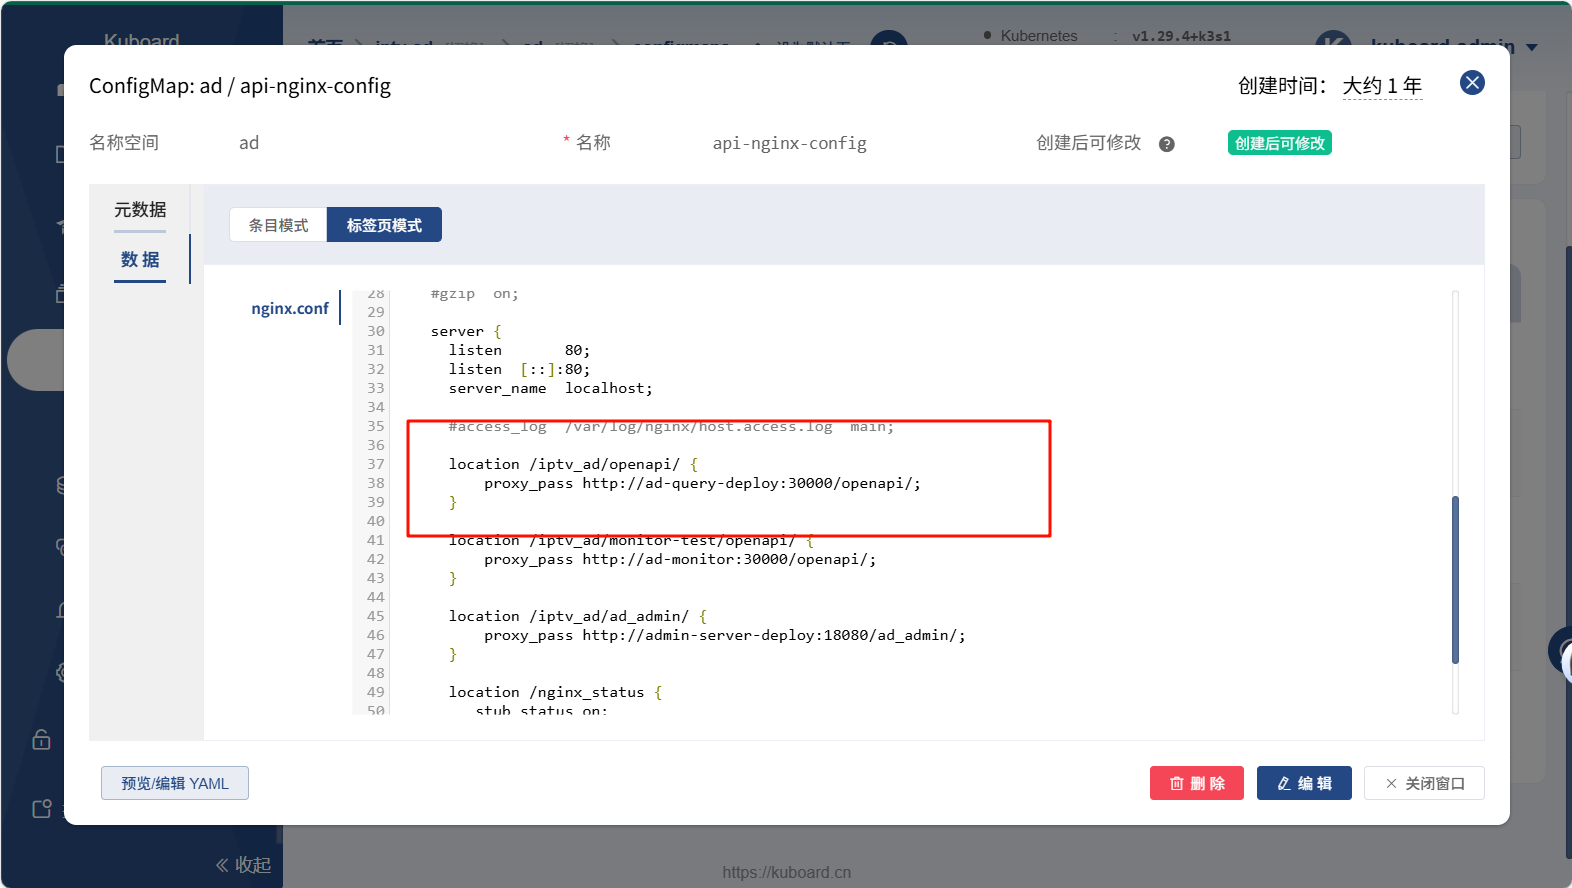 Kuboard
Kubernetes : v1.29.4+k3s1
kuboard-admin
ConfigMap: ad / api-nginx-config
创建时间： 大约 1 年
名称空间 ad * 名称 api-nginx-config 创建后可修改 创建后可修改
元数据
数 据
条目模式 标签页模式
nginx.conf
28 #gzip  on;
29
30 server {
31 listen       80;
32 listen  [::]:80;
33 server_name  localhost;
34
35 #access_log  /var/log/nginx/host.access.log  main;
36
37 location /iptv_ad/openapi/ {
38 proxy_pass http://ad-query-deploy:30000/openapi/;
39 }
40
41 location /iptv_ad/monitor-test/openapi/ {
42 proxy_pass http://ad-monitor:30000/openapi/;
43 }
44
45 location /iptv_ad/ad_admin/ {
46 proxy_pass http://admin-server-deploy:18080/ad_admin/;
47 }
48
49 location /nginx_status {
50 stub_status on;
预览/编辑 YAML
删 除 编 辑 × 关闭窗口
« 收起
https://kuboard.cn